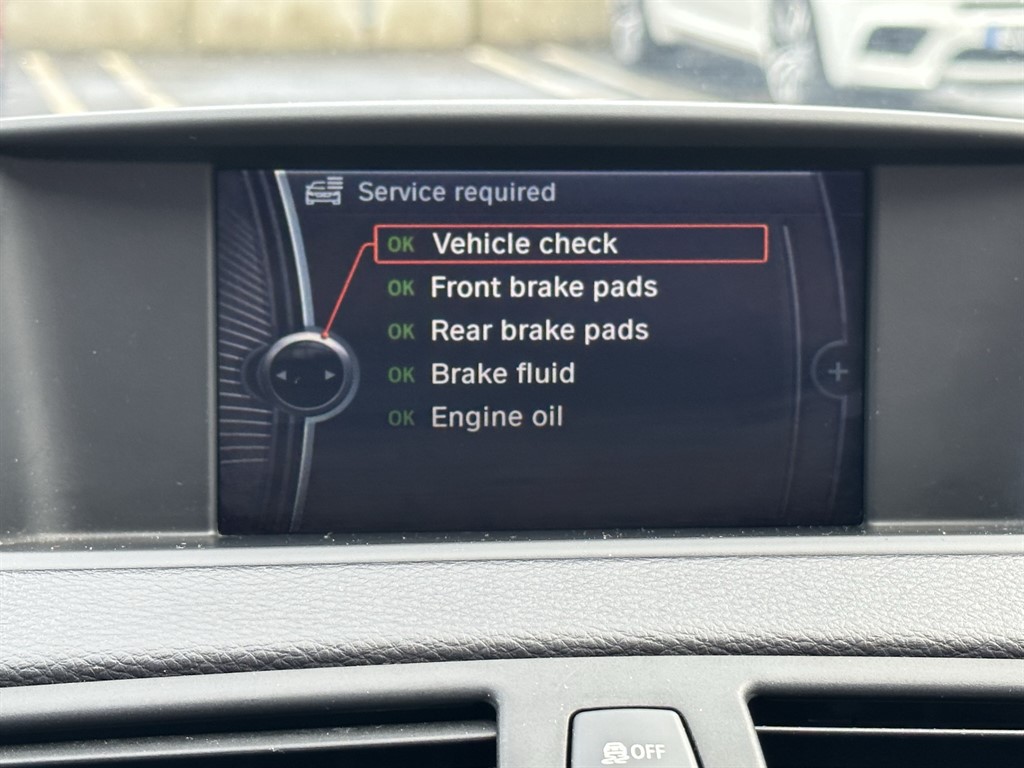 Service required
OK Vehicle check
OK Front brake pads
OK Rear brake pads
OK Brake fluid
OK Engine oil
OFF